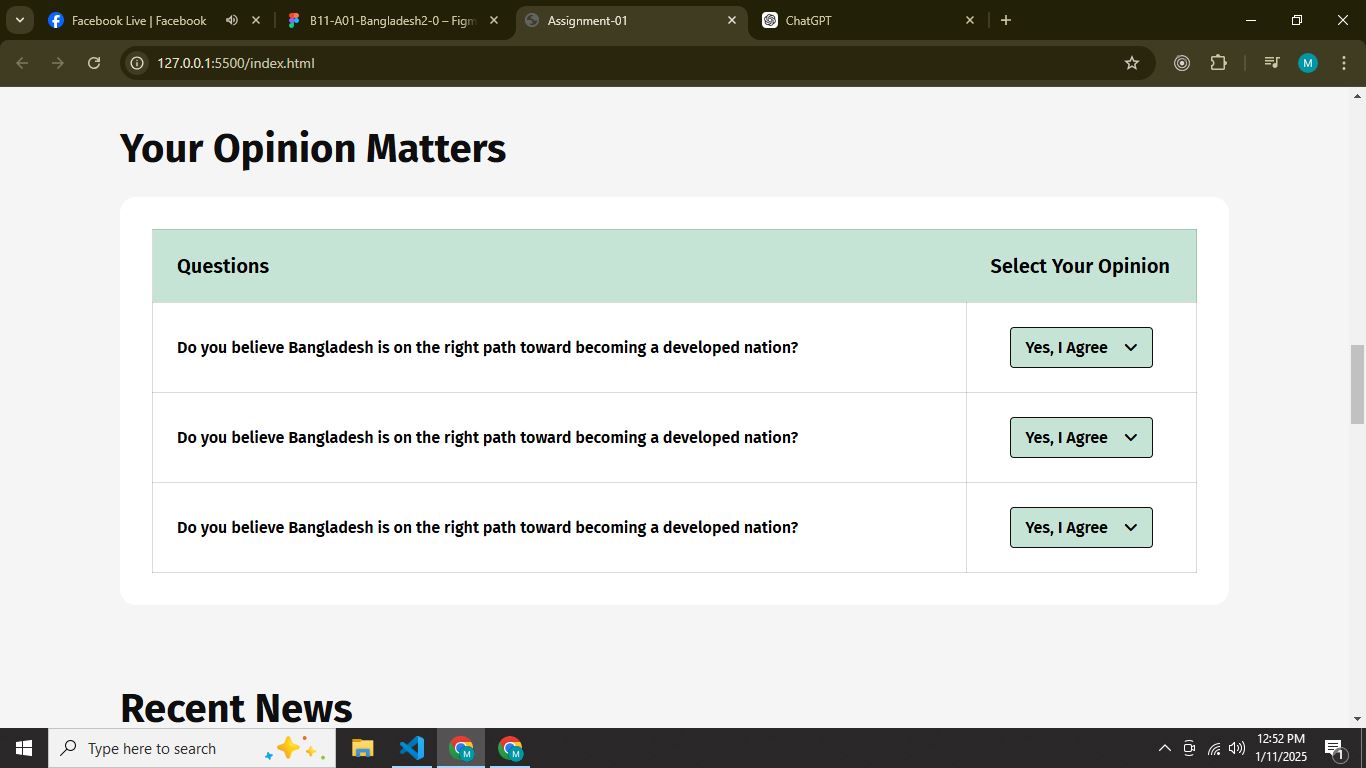 Facebook Live | Facebook
B11-A01-Bangladesh2-0 – Figm
Assignment-01
ChatGPT
127.0.0.1:5500/index.html
M
Your Opinion Matters
Questions
Select Your Opinion
Do you believe Bangladesh is on the right path toward becoming a developed nation?
Yes, I Agree
Do you believe Bangladesh is on the right path toward becoming a developed nation?
Yes, I Agree
Do you believe Bangladesh is on the right path toward becoming a developed nation?
Yes, I Agree
Recent News
Type here to search
M
M
12:52 PM
1/11/2025
1